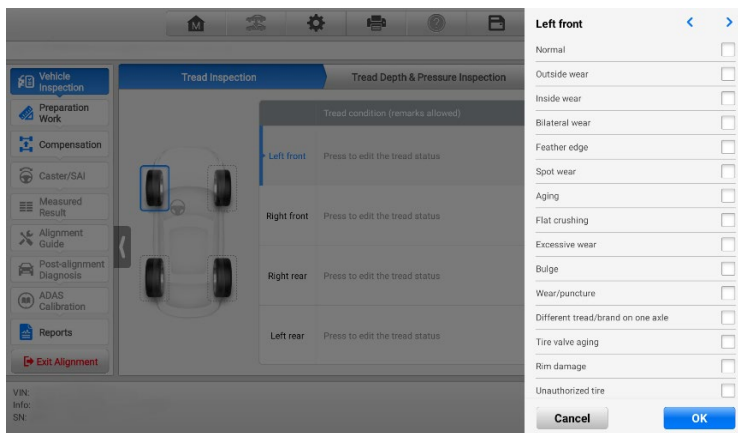 Vehicle
Inspection
Preparation
Work
Compensation
Caster/SAI
Measured
Result
Alignment
Guide
Post-alignment
Diagnosis
ADAS
Calibration
Reports
Exit Alignment
Tread Inspection
Tread Depth & Pressure Inspection
Tread condition (remarks allowed)
Left front
Press to edit the tread status
Right front
Press to edit the tread status
Right rear
Press to edit the tread status
Left rear
Press to edit the tread status
VIN:
Info:
SN:
Left front
Normal
Outside wear
Inside wear
Bilateral wear
Feather edge
Spot wear
Aging
Flat crushing
Excessive wear
Bulge
Wear/puncture
Different tread/brand on one axle
Tire valve aging
Rim damage
Unauthorized tire
Cancel
OK